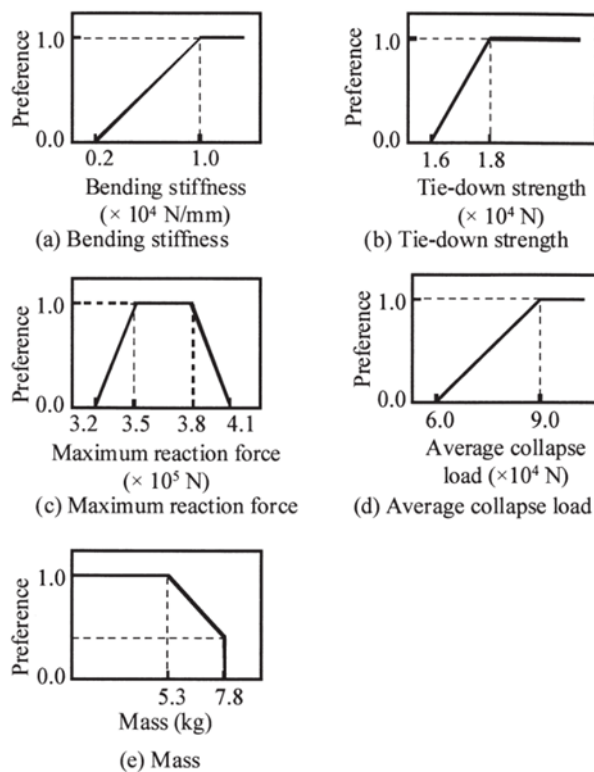 Preference
1.0
0.0
0.2 1.0
Bending stiffness
(× 10⁴ N/mm)
(a) Bending stiffness
Preference
1.0
0.0
1.6 1.8
Tie-down strength
(× 10⁴ N)
(b) Tie-down strength
Preference
1.0
0.0
3.2 3.5 3.8 4.1
Maximum reaction force
(× 10⁵ N)
(c) Maximum reaction force
Preference
1.0
0.0
6.0 9.0
Average collapse
load (×10⁴ N)
(d) Average collapse load
Preference
1.0
0.0
5.3 7.8
Mass (kg)
(e) Mass